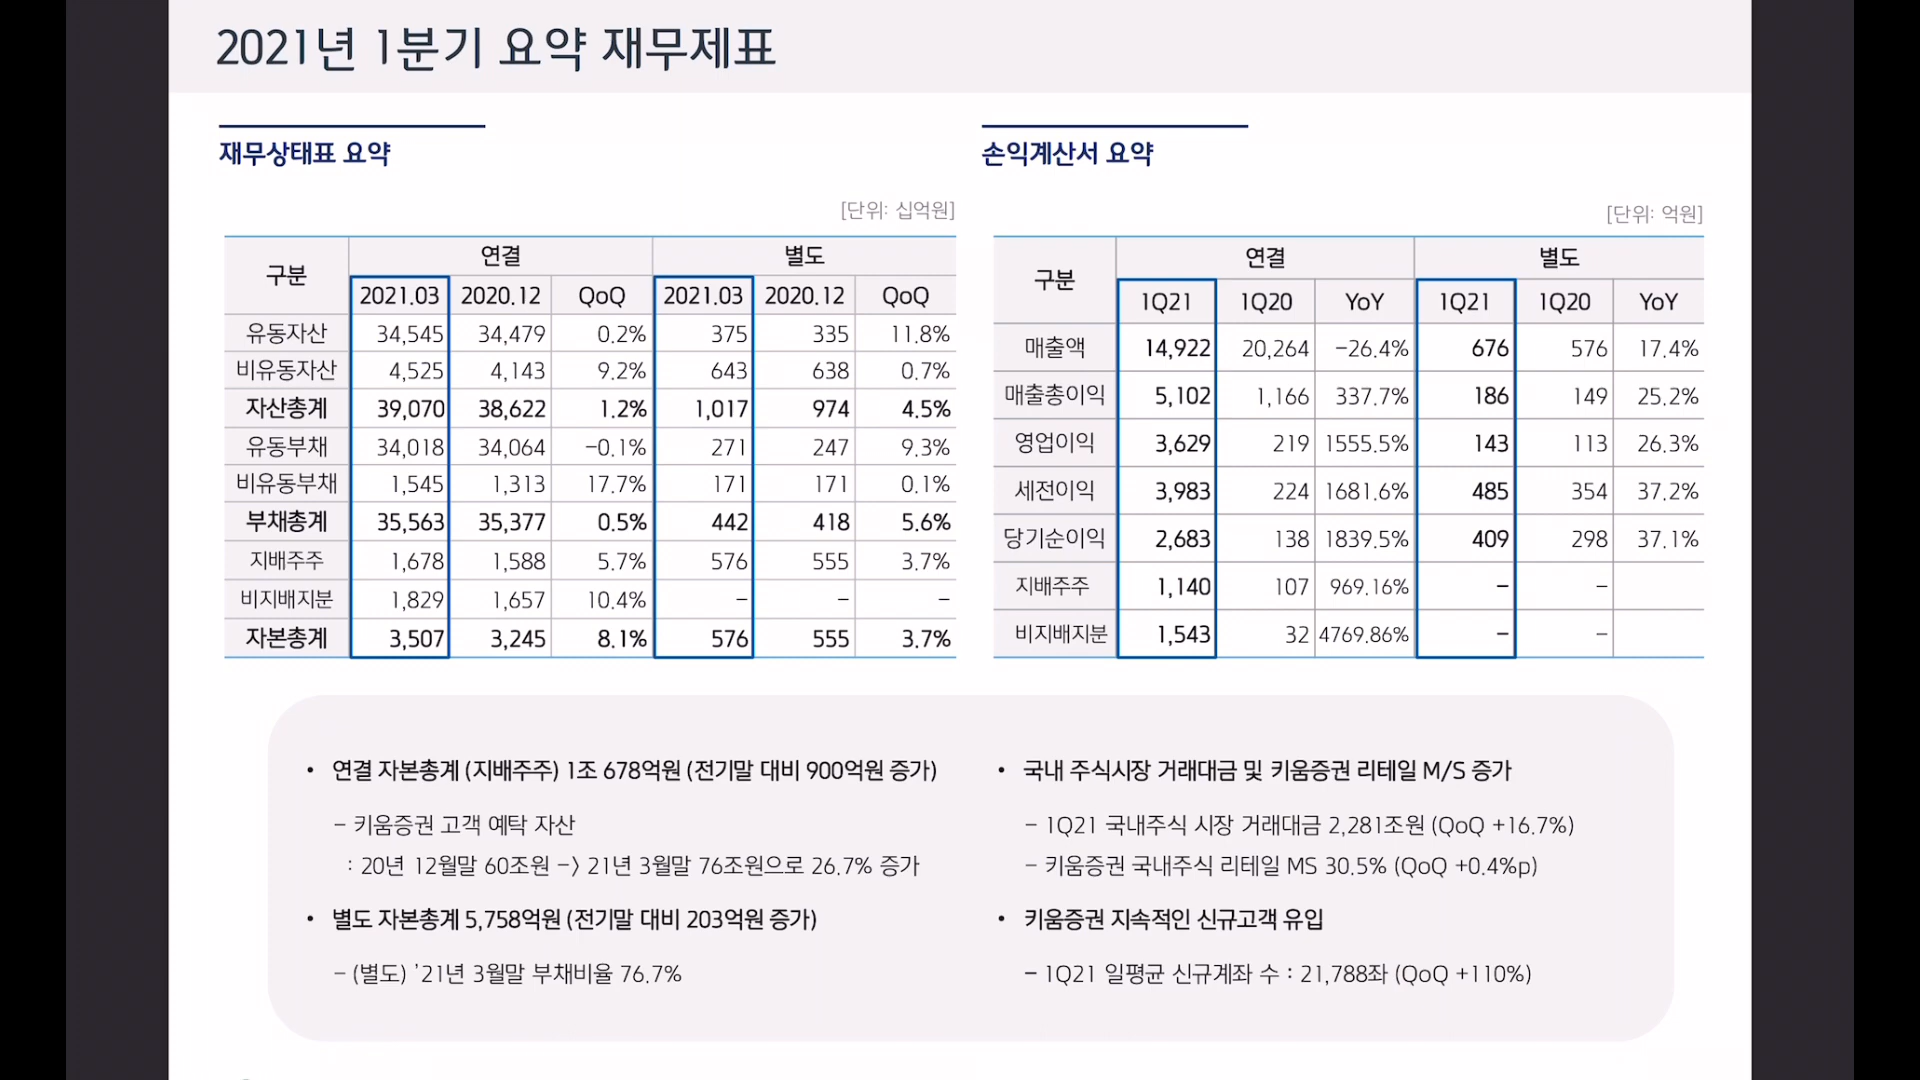 2021년 1분기 요약 재무제표
재무상태표 요약
[단위: 십억원]
구분 연결 별도
2021.03 2020.12 QoQ 2021.03 2020.12 QoQ
유동자산 34,545 34,479 0.2% 375 335 11.8%
비유동자산 4,525 4,143 9.2% 643 638 0.7%
자산총계 39,070 38,622 1.2% 1,017 974 4.5%
유동부채 34,018 34,064 −0.1% 271 247 9.3%
비유동부채 1,545 1,313 17.7% 171 171 0.1%
부채총계 35,563 35,377 0.5% 442 418 5.6%
지배주주 1,678 1,588 5.7% 576 555 3.7%
비지배지분 1,829 1,657 10.4% − − −
자본총계 3,507 3,245 8.1% 576 555 3.7%
손익계산서 요약
[단위: 억원]
구분 연결 별도
1Q21 1Q20 YoY 1Q21 1Q20 YoY
매출액 14,922 20,264 −26.4% 676 576 17.4%
매출총이익 5,102 1,166 337.7% 186 149 25.2%
영업이익 3,629 219 1555.5% 143 113 26.3%
세전이익 3,983 224 1681.6% 485 354 37.2%
당기순이익 2,683 138 1839.5% 409 298 37.1%
지배주주 1,140 107 969.16% − −
비지배지분 1,543 32 4769.86% − −
• 연결 자본총계 (지배주주) 1조 678억원 (전기말 대비 900억원 증가)
− 키움증권 고객 예탁 자산
: 20년 12월말 60조원 −> 21년 3월말 76조원으로 26.7% 증가
• 별도 자본총계 5,758억원 (전기말 대비 203억원 증가)
− (별도) ’21년 3월말 부채비율 76.7%
• 국내 주식시장 거래대금 및 키움증권 리테일 M/S 증가
− 1Q21 국내주식 시장 거래대금 2,281조원 (QoQ +16.7%)
− 키움증권 국내주식 리테일 MS 30.5% (QoQ +0.4%p)
• 키움증권 지속적인 신규고객 유입
− 1Q21 일평균 신규계좌 수 : 21,788좌 (QoQ +110%)